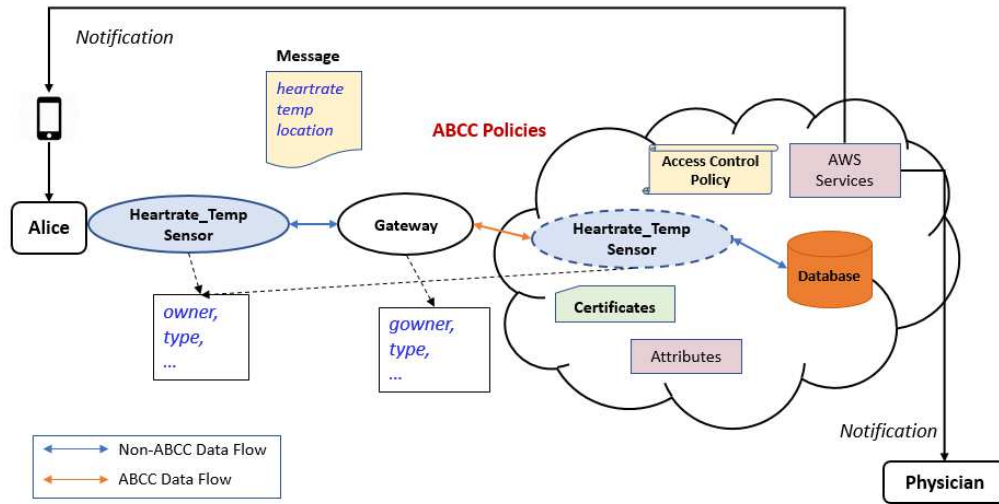 Notification
Message
heartrate
temp
location
ABCC Policies
Access Control
Policy
AWS
Services
Alice
Heartrate_Temp
Sensor
Gateway
Heartrate_Temp
Sensor
Database
owner,
type,
...
gowner,
type,
...
Certificates
Attributes
Notification
Non-ABCC Data Flow
ABCC Data Flow
Physician